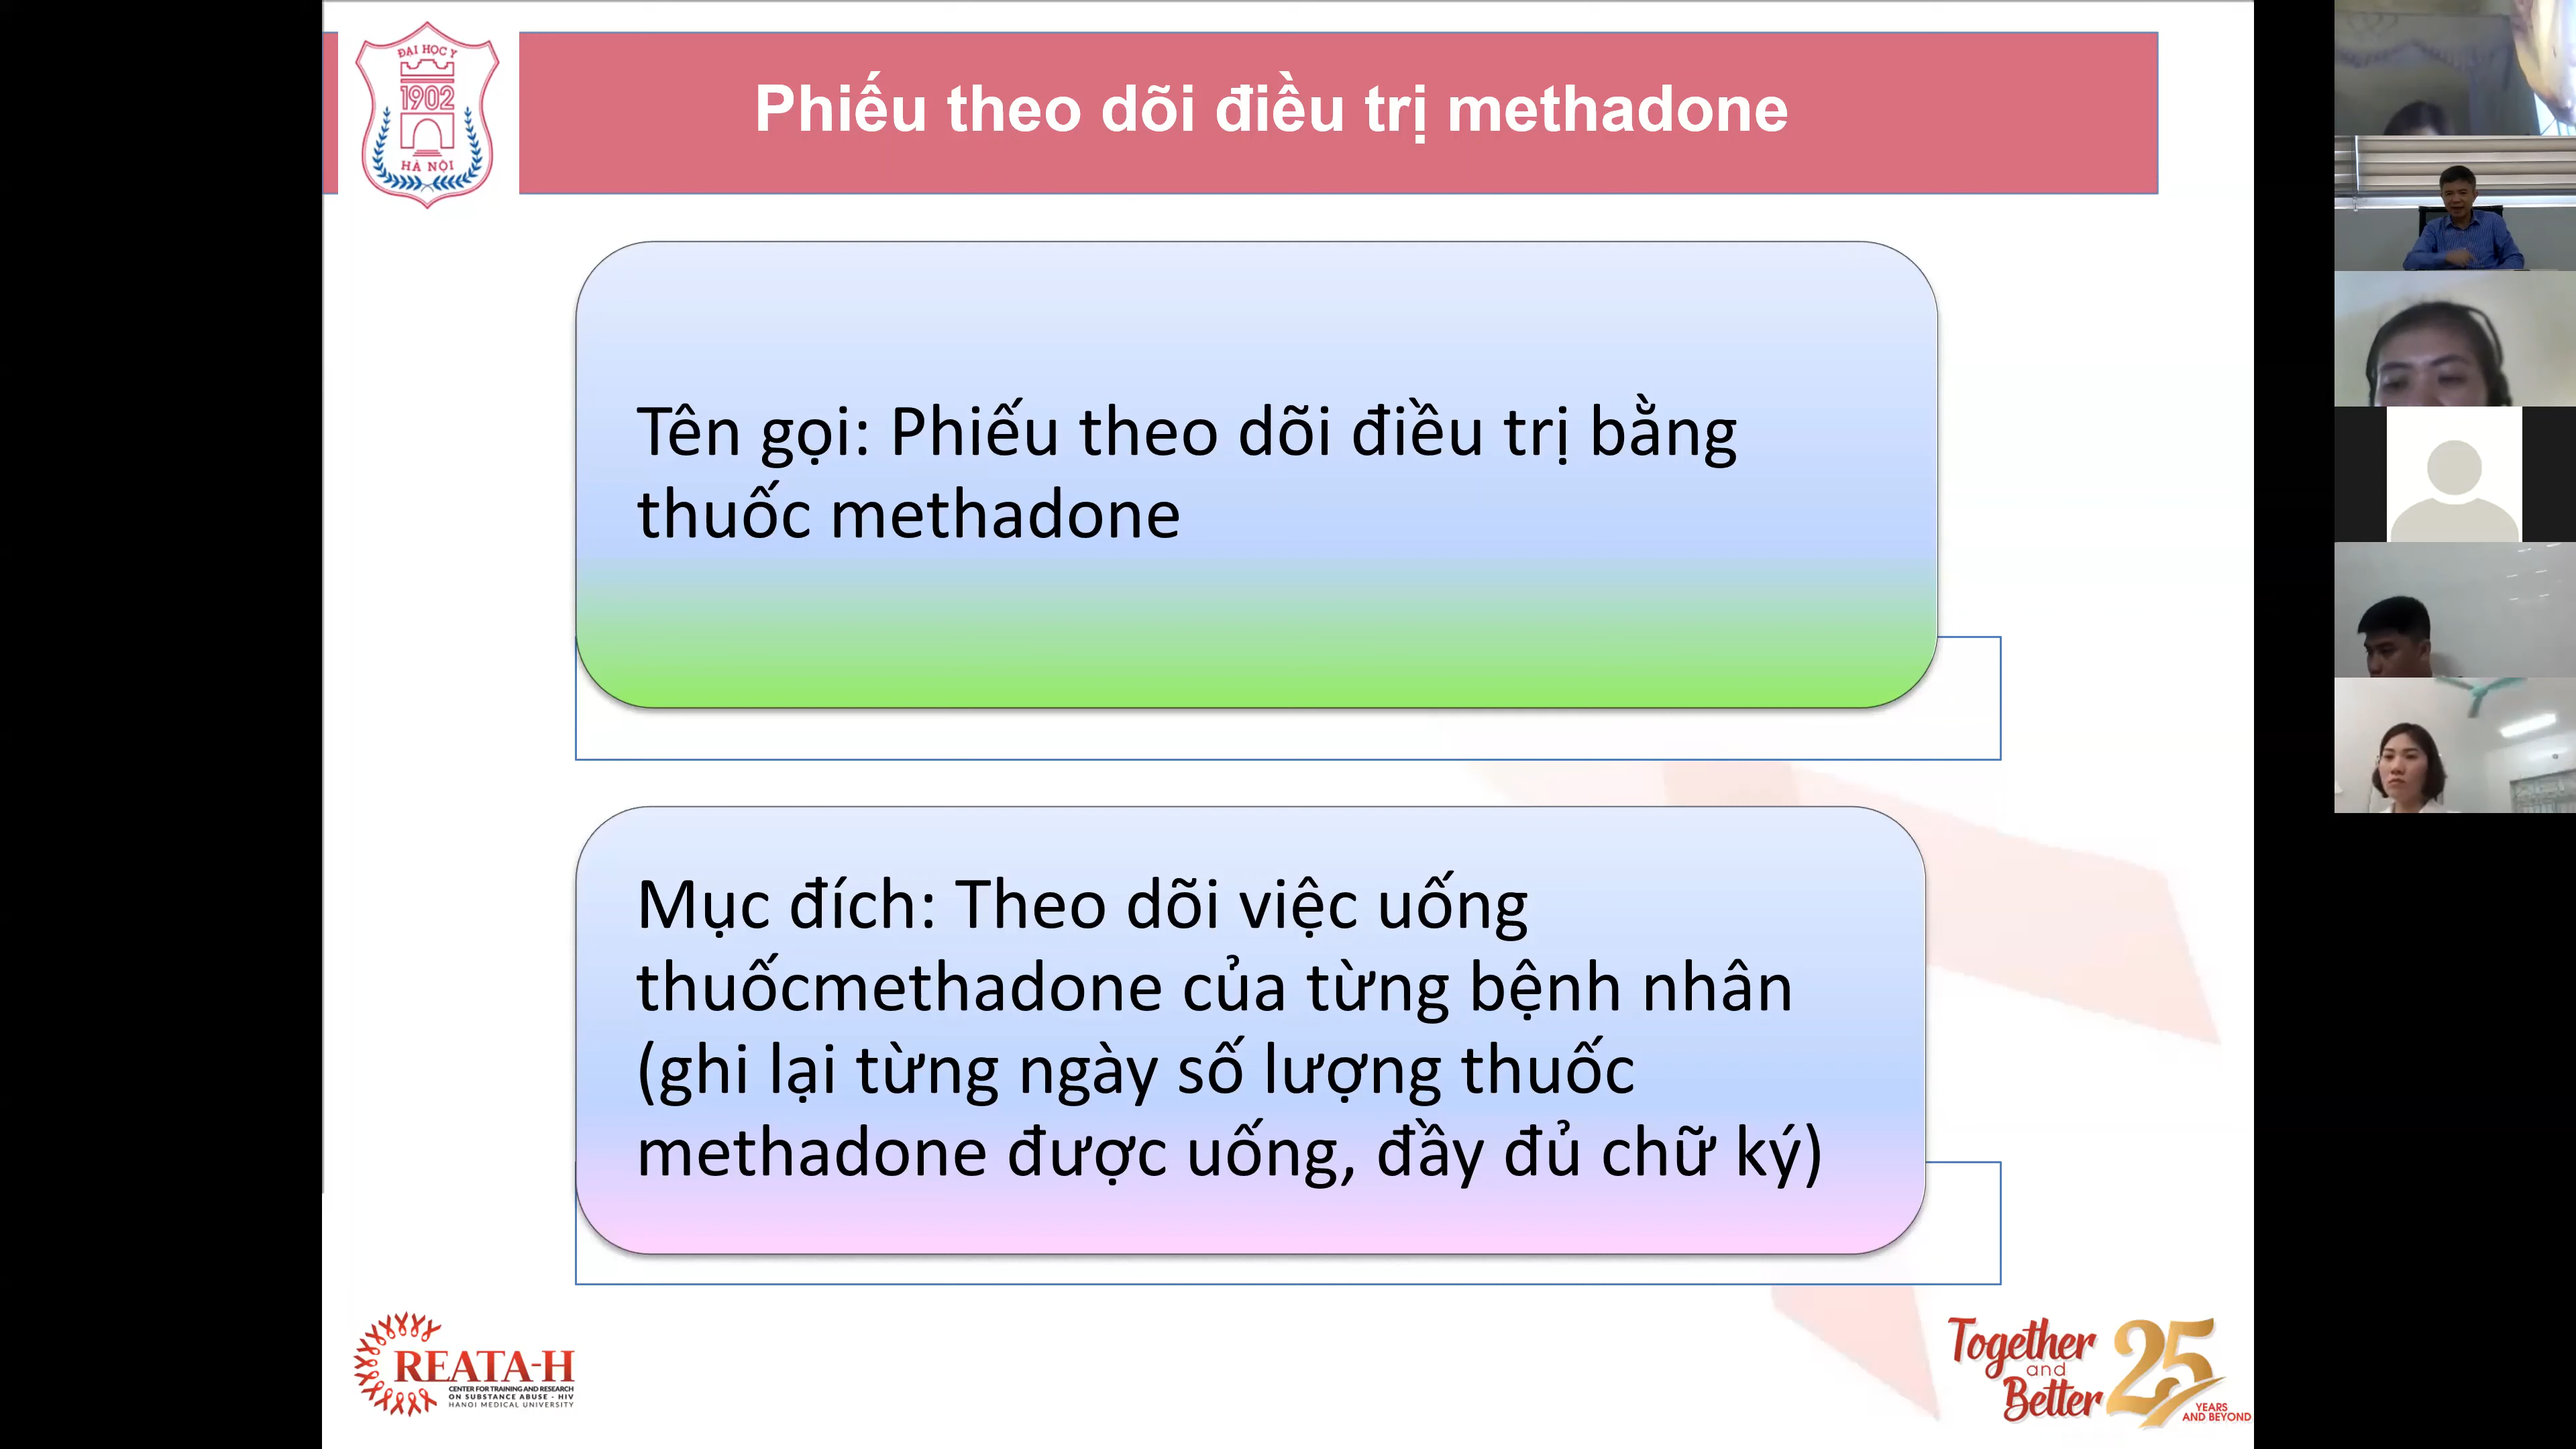 ĐẠI HỌC Y
1902
HÀ NỘI
Phiếu theo dõi điều trị methadone
Tên gọi: Phiếu theo dõi điều trị bằng
thuốc methadone
Mục đích: Theo dõi việc uống
thuốcmethadone của từng bệnh nhân
(ghi lại từng ngày số lượng thuốc
methadone được uống, đầy đủ chữ ký)
REATA-H
CENTER FOR TRAINING AND RESEARCH
ON SUBSTANCE ABUSE - HIV
HANOI MEDICAL UNIVERSITY
Together
and
Better
25
YEARS
AND BEYOND